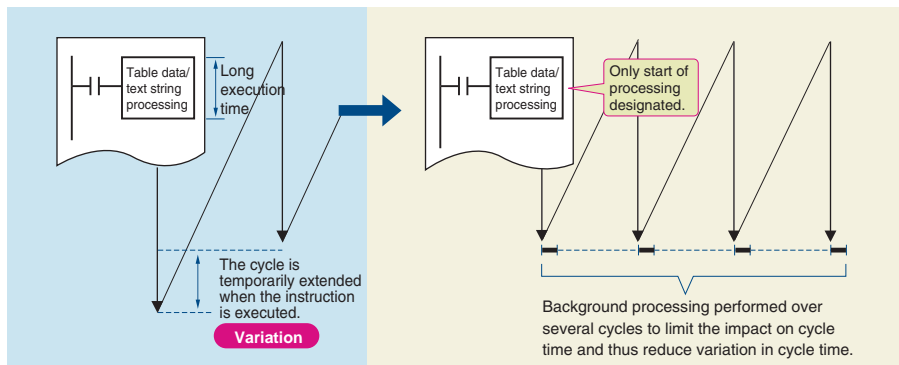 Table data/
text string
processing
Long
execution
time
The cycle is
temporarily extended
when the instruction
is executed.
Variation
Table data/
text string
processing
Only start of
processing
designated.
Background processing performed over
several cycles to limit the impact on cycle
time and thus reduce variation in cycle time.